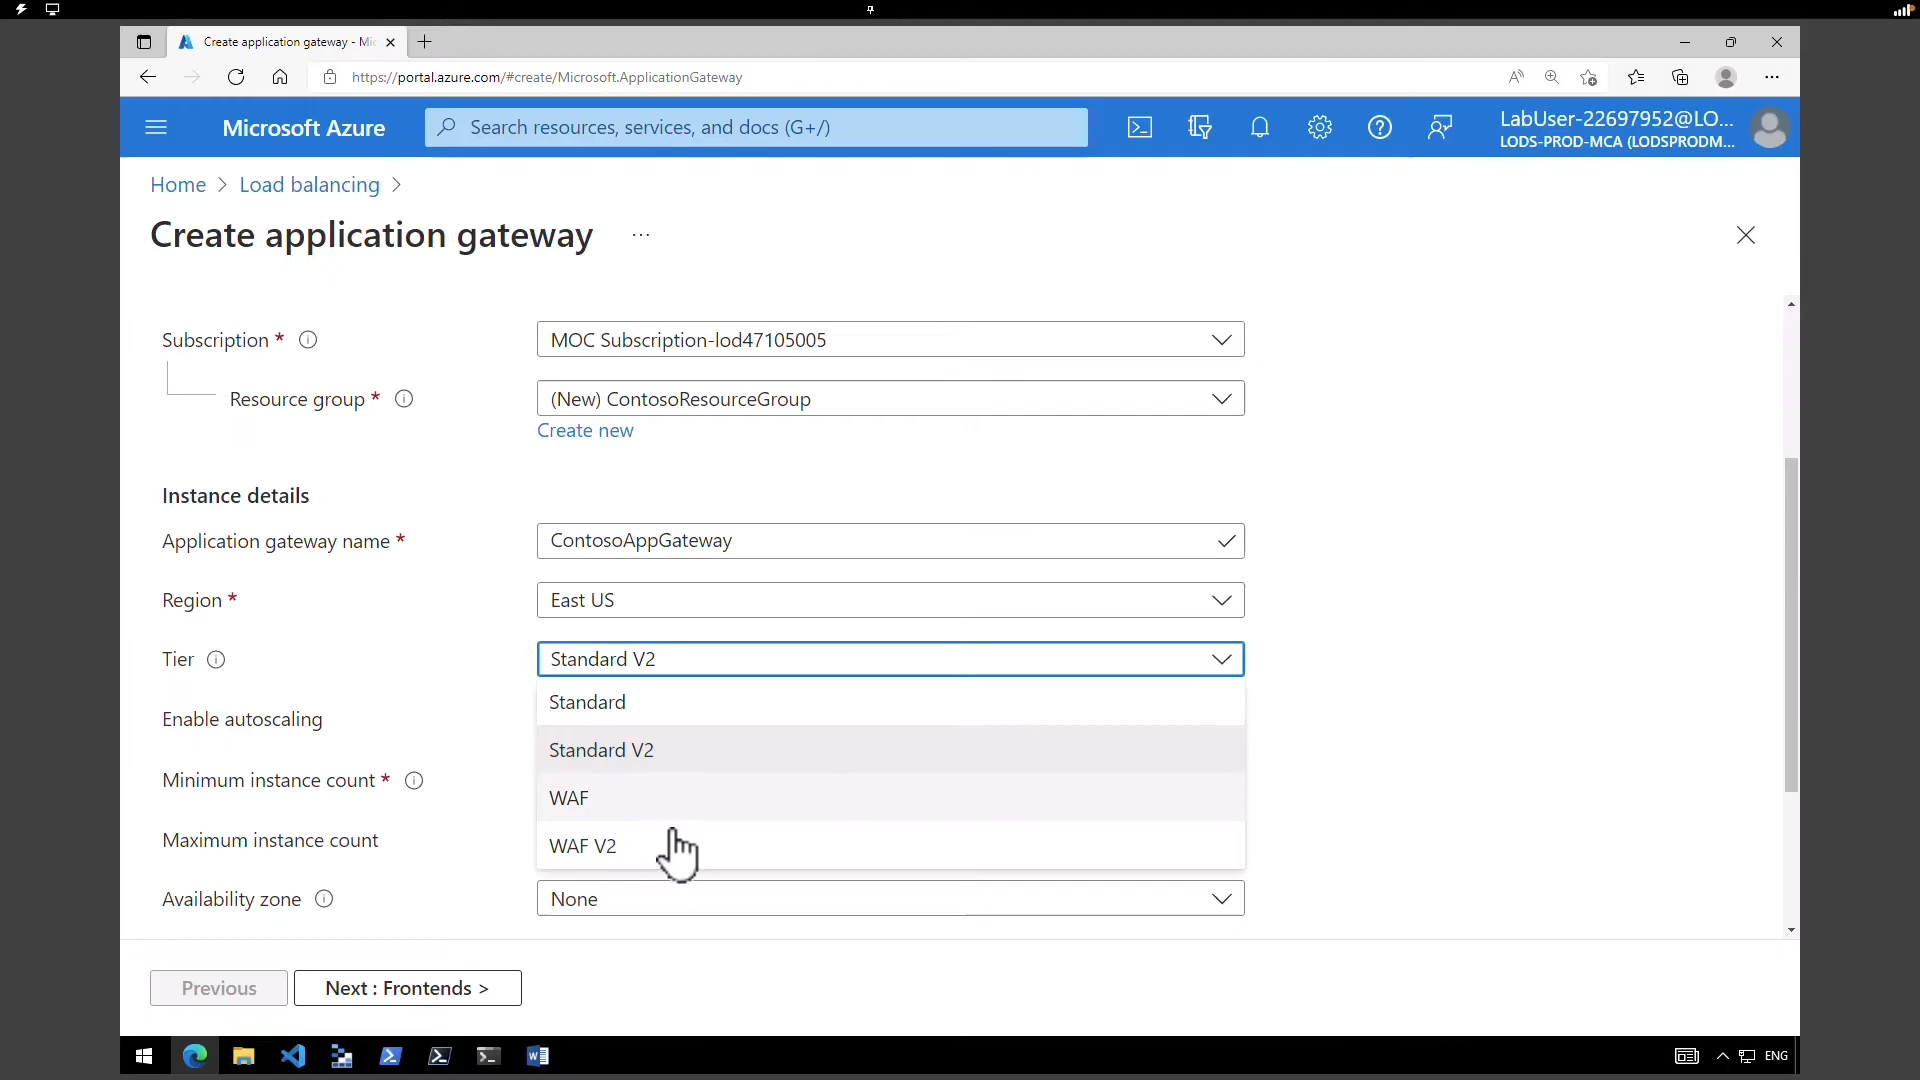 Create application gateway - Mic
https://portal.azure.com/#create/Microsoft.ApplicationGateway
Microsoft Azure
Search resources, services, and docs (G+/)
LabUser-22697952@LO...
LODS-PROD-MCA (LODSPRODM...
Home > Load balancing >
Create application gateway ...
Subscription *
MOC Subscription-lod47105005
Resource group *
(New) ContosoResourceGroup
Create new
Instance details
Application gateway name *
ContosoAppGateway
Region *
East US
Tier
Standard V2
Standard
Enable autoscaling
Standard V2
Minimum instance count *
WAF
Maximum instance count
WAF V2
Availability zone
None
Previous
Next : Frontends >
ENG